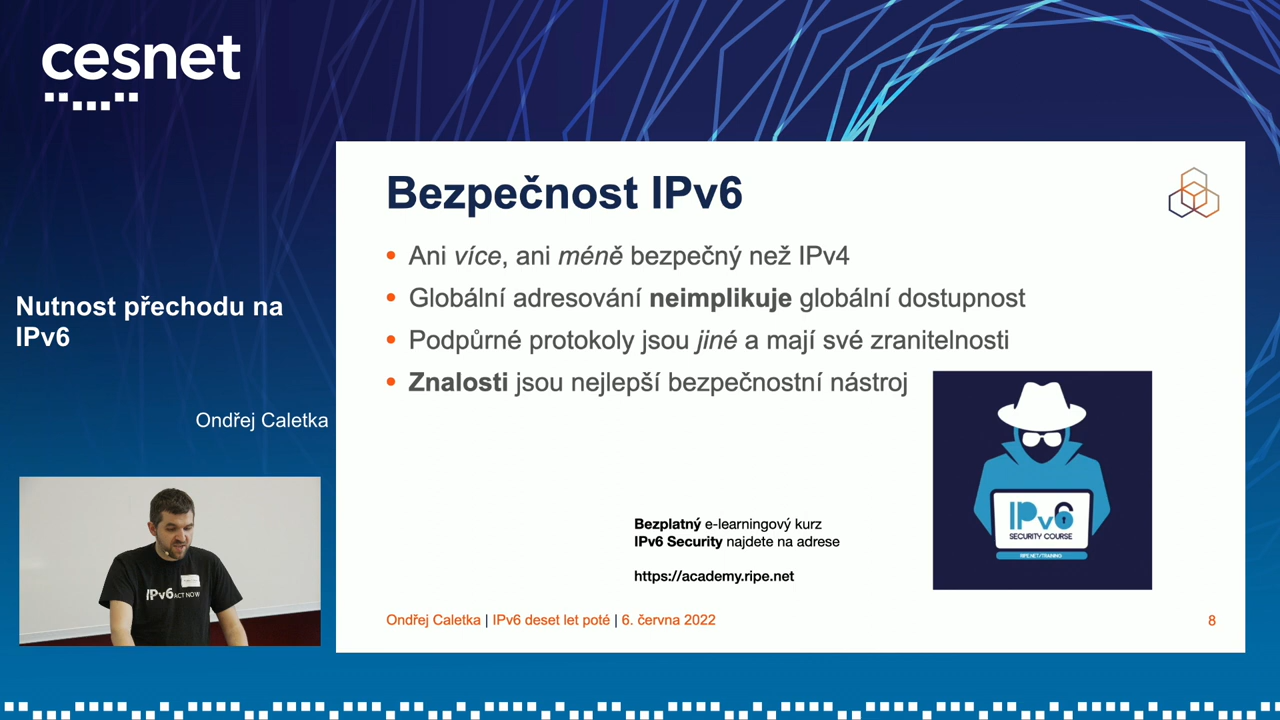 cesnet
Nutnost přechodu na
IPv6
Ondřej Caletka
IPv6 ACT NOW
Bezpečnost IPv6
• Ani více, ani méně bezpečný než IPv4
• Globální adresování neimplikuje globální dostupnost
• Podpůrné protokoly jsou jiné a mají své zranitelnosti
• Znalosti jsou nejlepší bezpečnostní nástroj
IPv6
SECURITY COURSE
RIPE.NET/TRAINING
Bezplatný e-learningový kurz
IPv6 Security najdete na adrese
https://academy.ripe.net
Ondřej Caletka | IPv6 deset let poté | 6. června 2022
8